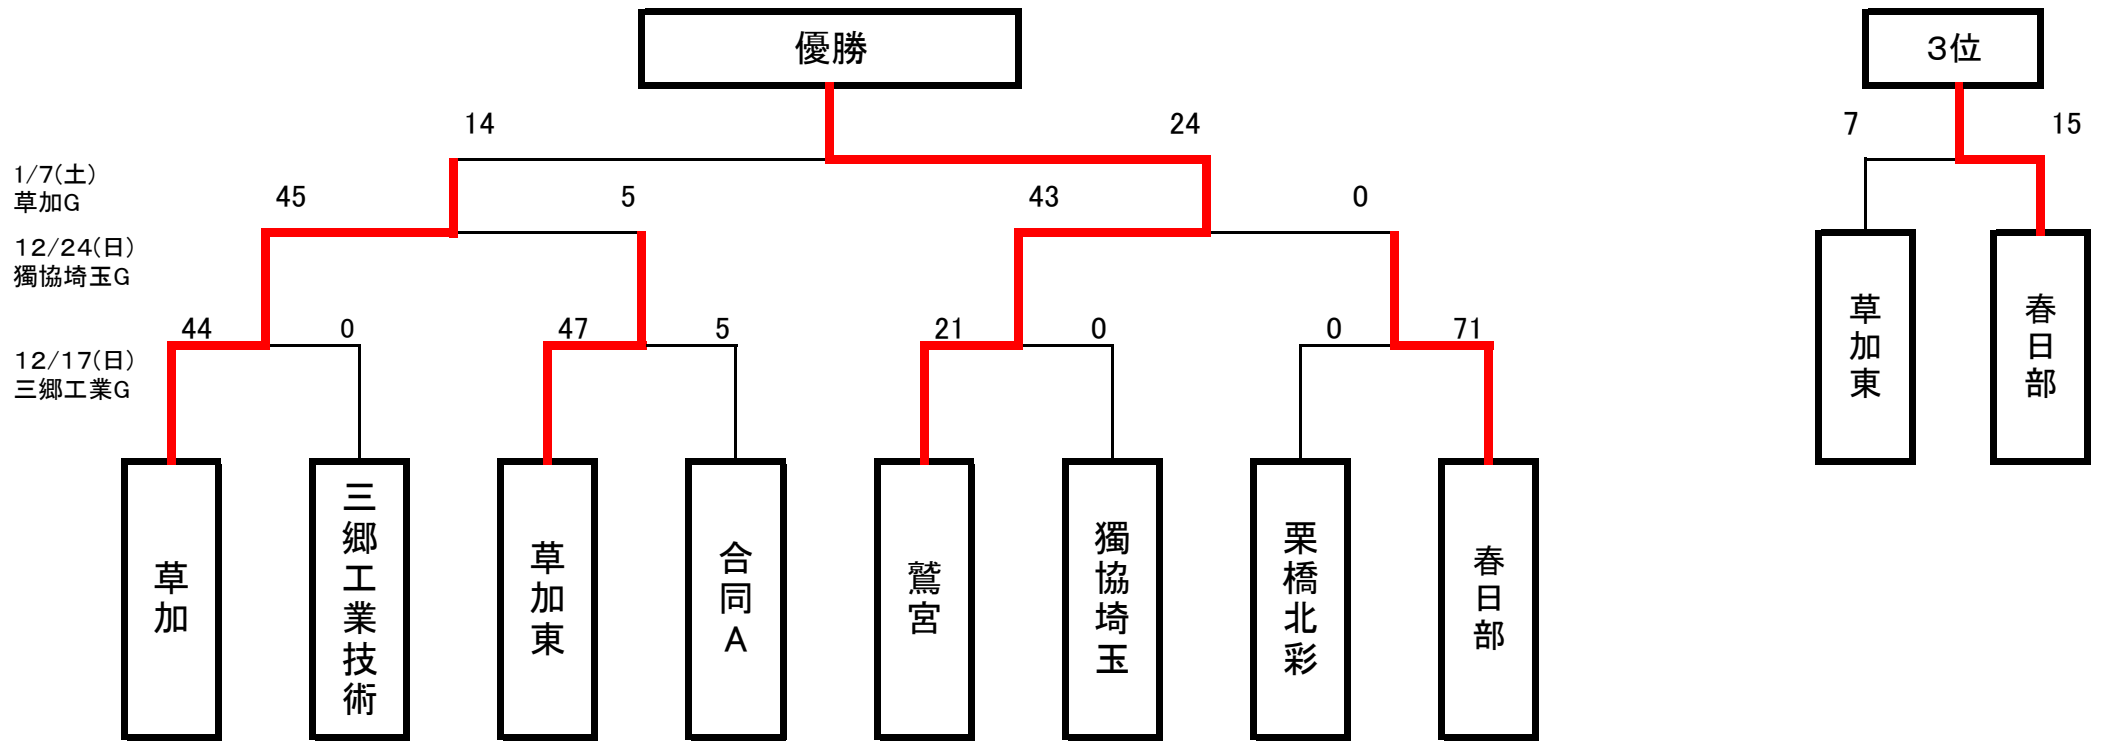 優勝
3位
14
24
7
15
1/7(土)
草加G
45
5
43
0
12/24(日)
獨協埼玉G
44
0
47
5
21
0
0
71
12/17(日)
三郷工業G
草加
三郷工業技術
草加東
合同A
鷲宮
獨協埼玉
栗橋北彩
春日部
草加東
春日部